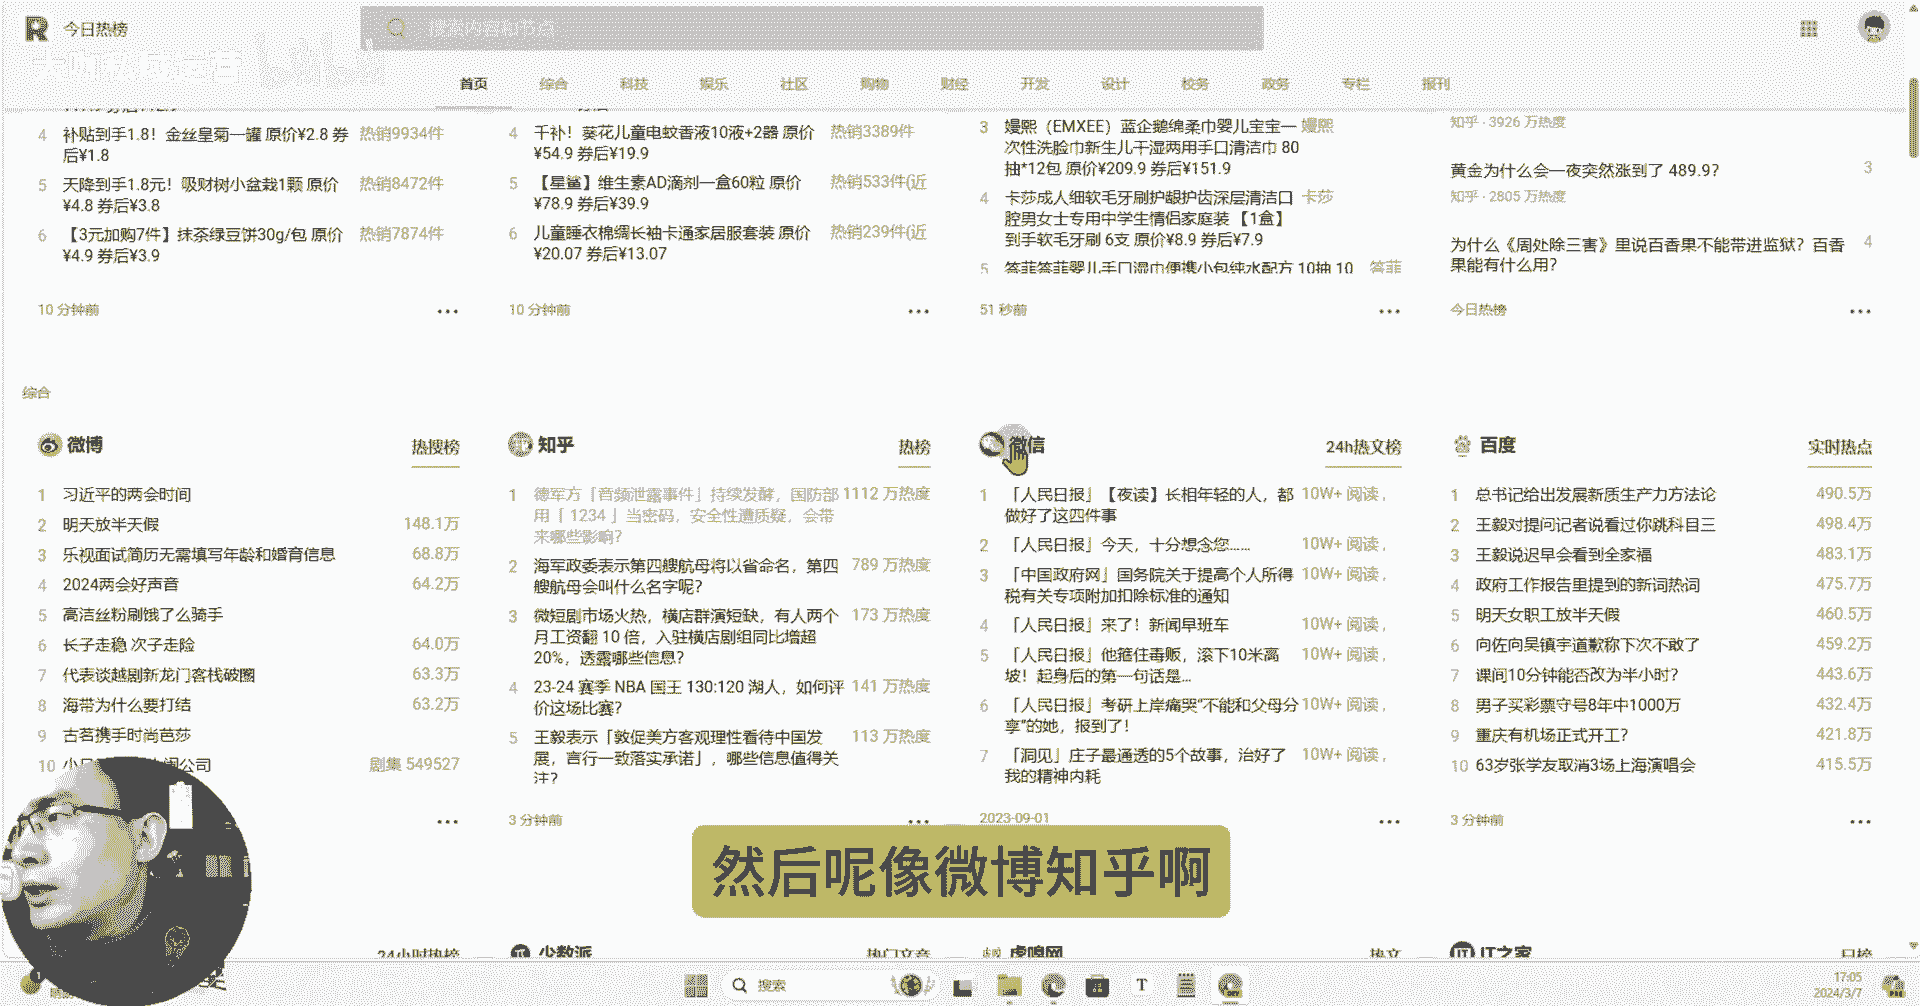 今日热榜
搜索内容和节点
大咖私域运营 bilibili
首页 综合 科技 娱乐 社区 购物 财经 开发 设计 校务 政务 专栏 报刊
4 补贴到手1.8！金丝皇菊一罐 原价¥2.8 券后¥1.8 热销9934件
5 天降到手1.8元！吸财树小盆栽1颗 原价¥4.8 券后¥3.8 热销8472件
6 【3元加购7件】抹茶绿豆饼30g/包 原价¥4.9 券后¥3.9 热销7874件
10 分钟前
4 千补！葵花儿童电蚊香液10液+2器 原价¥54.9 券后¥19.9 热销3389件
5 【星鲨】维生素AD滴剂一盒60粒 原价¥78.9 券后¥39.9 热销533件(近
6 儿童睡衣棉绸长袖卡通家居服套装 原价¥20.07 券后¥13.07 热销239件(近
10 分钟前
3 嫚熙（EMXEE）蓝企鹅绵柔巾婴儿宝宝一次性洗脸巾新生儿干湿两用手口清洁巾 80抽*12包 原价¥209.9 券后¥151.9 嫚熙
4 卡莎成人细软毛牙刷护龈护齿深层清洁口腔男女士专用中学生情侣家庭装 【1盒】到手软毛牙刷 6支 原价¥8.9 券后¥7.9 卡莎
5 答菲答菲婴儿手口湿巾便携小包纯水配方 10抽 10 答菲
51 秒前
知乎 · 3926 万热度
黄金为什么会一夜突然涨到了 489.9？ 3
知乎 · 2805 万热度
为什么《周处除三害》里说百香果不能带进监狱？百香果能有什么用？ 4
今日热榜
综合
微博 热搜榜
1 习近平的两会时间
2 明天放半天假 148.1万
3 乐视面试简历无需填写年龄和婚育信息 68.8万
4 2024两会好声音 64.2万
5 高洁丝粉刷饿了么骑手
6 长子走稳 次子走险 64.0万
7 代表谈越剧新龙门客栈破圈 63.3万
8 海带为什么要打结 63.2万
9 古茗携手时尚芭莎
10 公司 剧集 549527
知乎 热榜
1 德军方「音频泄露事件」持续发酵，国防部用「 1234 」当密码，安全性遭质疑，会带来哪些影响？ 1112 万热度
2 海军政委表示第四艘航母将以省命名，第四艘航母会叫什么名字呢？ 789 万热度
3 微短剧市场火热，横店群演短缺，有人两个月工资翻 10 倍，入驻横店剧组同比增超 20%，透露哪些信息？ 173 万热度
4 23-24 赛季 NBA 国王 130:120 湖人，如何评价这场比赛？ 141 万热度
5 王毅表示「敦促美方客观理性看待中国发展，言行一致落实承诺」，哪些信息值得关注？ 113 万热度
3 分钟前
微信 24h热文榜
1 「人民日报」【夜读】长相年轻的人，都做好了这四件事 10W+ 阅读，
2 「人民日报」今天，十分想念您…… 10W+ 阅读，
3 「中国政府网」国务院关于提高个人所得税有关专项附加扣除标准的通知 10W+ 阅读，
4 「人民日报」来了！新闻早班车 10W+ 阅读，
5 「人民日报」他箍住毒贩，滚下10米高坡！起身后的第一句话是… 10W+ 阅读，
6 「人民日报」考研上岸痛哭“不能和父母分享”的她，报到了！ 10W+ 阅读，
7 「洞见」庄子最通透的5个故事，治好了我的精神内耗 10W+ 阅读，
2023-09-01
百度 实时热点
1 总书记给出发展新质生产力方法论 490.5万
2 王毅对提问记者说看过你跳科目三 498.4万
3 王毅说迟早会看到全家福 483.1万
4 政府工作报告里提到的新词热词 475.7万
5 明天女职工放半天假 460.5万
6 向佐向吴镇宇道歉称下次不敢了 459.2万
7 课间10分钟能否改为半小时？ 443.6万
8 男子买彩票守号8年中1000万 432.4万
9 重庆有机场正式开工？ 421.8万
10 63岁张学友取消3场上海演唱会 415.5万
3 分钟前
然后呢像微博知乎啊
24小时热榜 少数派 热门文章 虎嗅网 热文 IT之家 日榜
搜索
17:05
2024/3/7